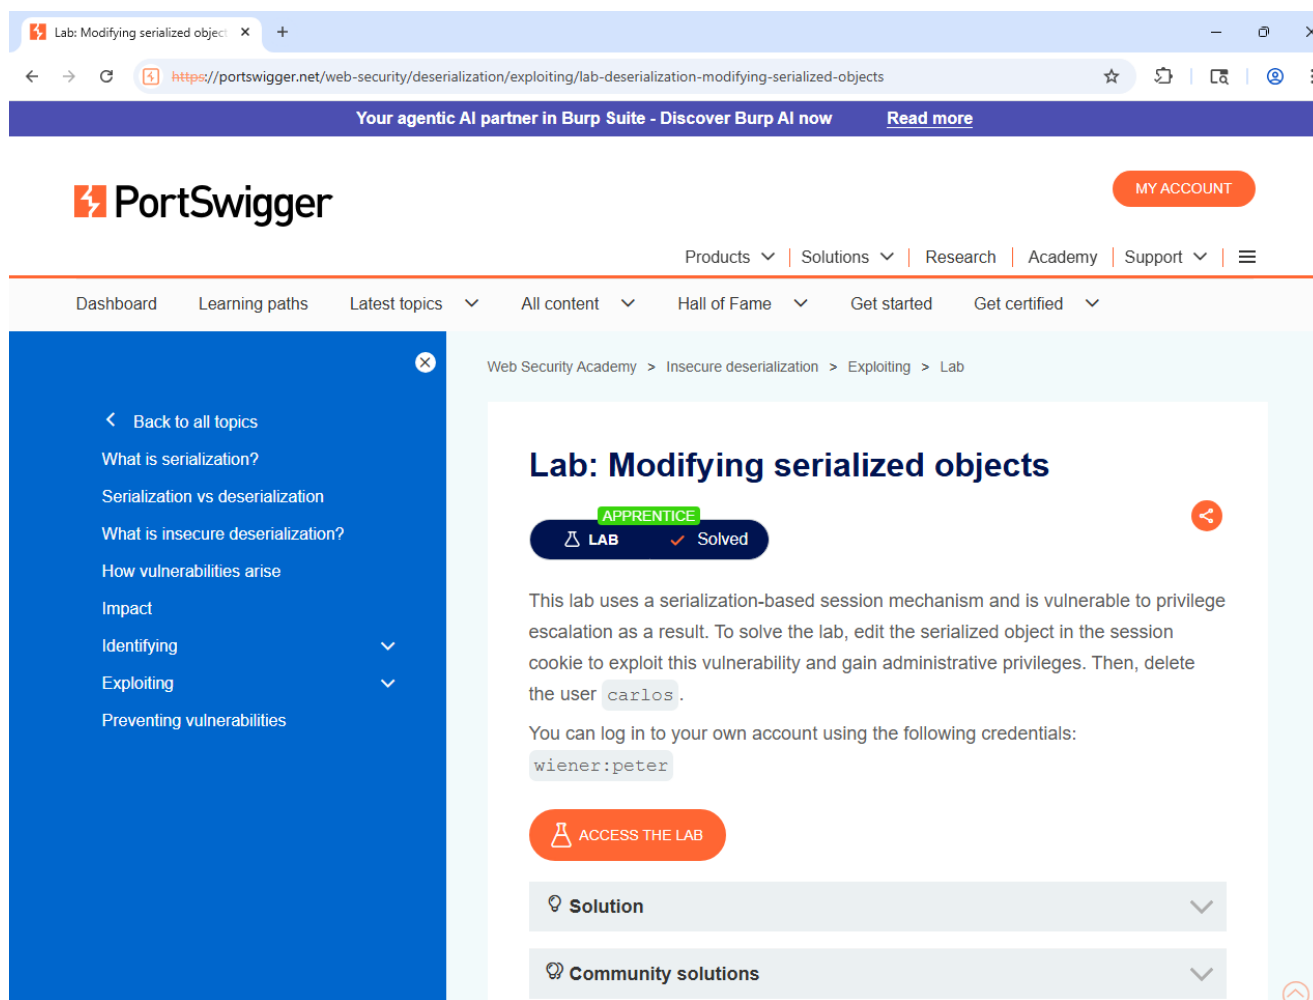 Lab: Modifying serialized object
https://portswigger.net/web-security/deserialization/exploiting/lab-deserialization-modifying-serialized-objects
Your agentic AI partner in Burp Suite - Discover Burp AI now Read more
PortSwigger
MY ACCOUNT
Products Solutions Research Academy Support
Dashboard Learning paths Latest topics All content Hall of Fame Get started Get certified
Back to all topics
What is serialization?
Serialization vs deserialization
What is insecure deserialization?
How vulnerabilities arise
Impact
Identifying
Exploiting
Preventing vulnerabilities
Web Security Academy > Insecure deserialization > Exploiting > Lab
Lab: Modifying serialized objects
APPRENTICE
LAB Solved
This lab uses a serialization-based session mechanism and is vulnerable to privilege
escalation as a result. To solve the lab, edit the serialized object in the session
cookie to exploit this vulnerability and gain administrative privileges. Then, delete
the user carlos.
You can log in to your own account using the following credentials:
wiener:peter
ACCESS THE LAB
Solution
Community solutions